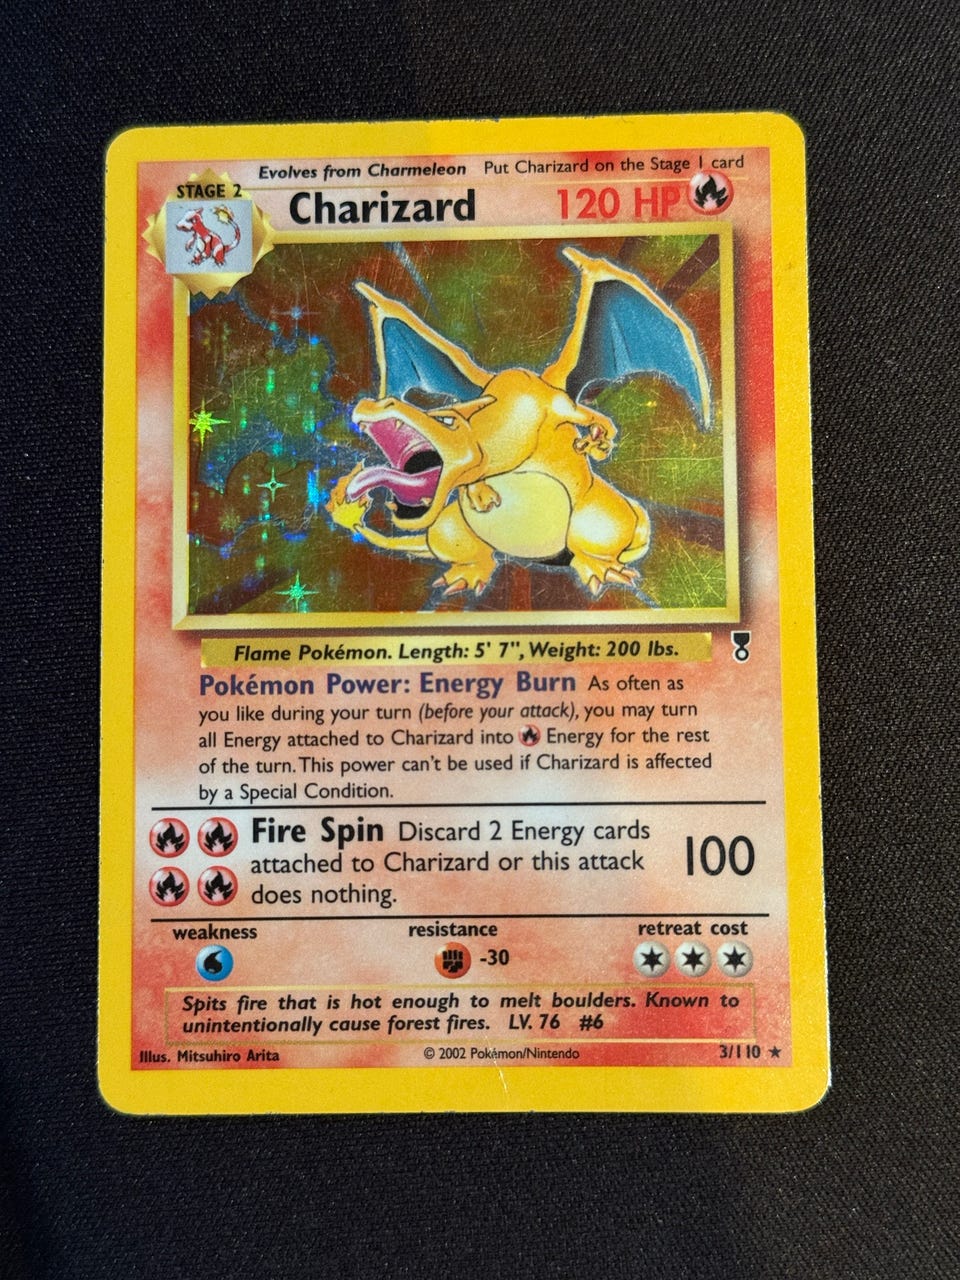 Evolves from Charmeleon Put Charizard on the Stage 1 card
STAGE 2
Charizard 120 HP
Flame Pokémon. Length: 5' 7", Weight: 200 lbs.
Pokémon Power: Energy Burn As often as
you like during your turn (before your attack), you may turn
all Energy attached to Charizard into Energy for the rest
of the turn. This power can't be used if Charizard is affected
by a Special Condition.
Fire Spin Discard 2 Energy cards
attached to Charizard or this attack
does nothing.
100
weakness resistance retreat cost
-30
Spits fire that is hot enough to melt boulders. Known to
unintentionally cause forest fires. LV. 76 #6
Illus. Mitsuhiro Arita © 2002 Pokémon/Nintendo 3/110 ★